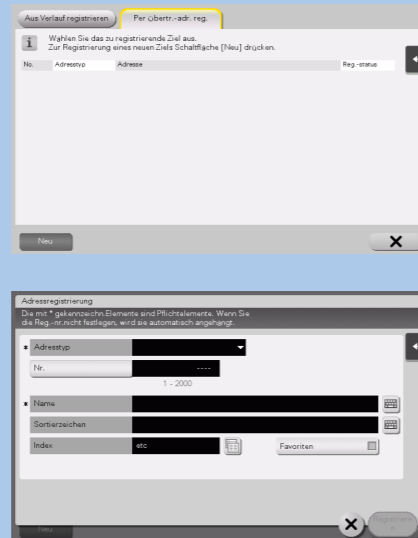 Aus Verlauf registrieren
Per übertr.-adr. reg.
Wählen Sie das zu registrierende Ziel aus.
Zur Registrierung eines neuen Ziels Schaltfläche [Neu] drücken.
No. Adresstyp Adresse Reg.-status
Neu
Adressregistrierung
Die mit * gekennzeichn.Elemente sind Pflichtelemente. Wenn Sie
die Reg.-nr.nicht festlegen, wird sie automatisch angehängt.
* Adresstyp
Nr. ----
1 - 2000
* Name
Sortierzeichen
Index etc Favoriten
Registriere
n
Neu